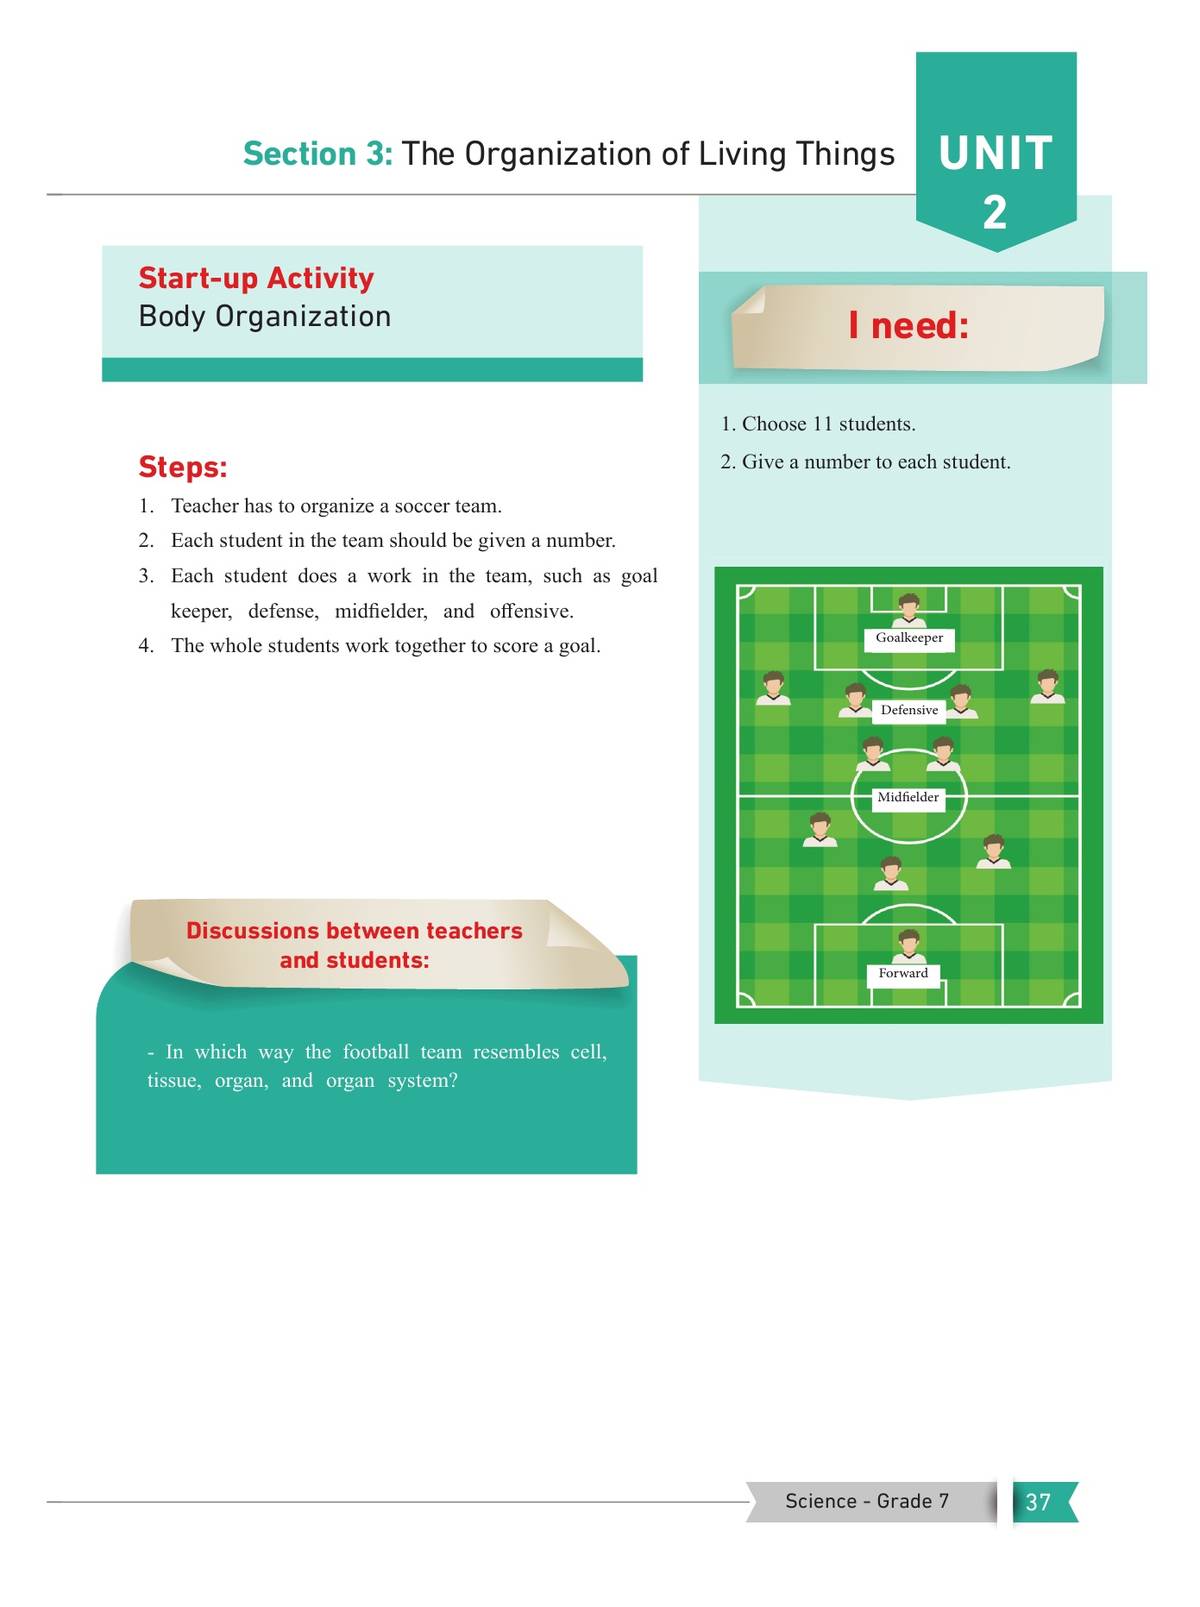 Section 3: The Organization of Living Things
UNIT
2
Start-up Activity
Body Organization
Steps:
1. Teacher has to organize a soccer team.
2. Each student in the team should be given a number.
3. Each student does a work in the team, such as goal
keeper, defense, midfielder, and offensive.
4. The whole students work together to score a goal.
Discussions between teachers
and students:
- In which way the football team resembles cell,
tissue, organ, and organ system?
I need:
1. Choose 11 students.
2. Give a number to each student.
Goalkeeper
Defensive
Midfielder
Forward
Science - Grade 7
37